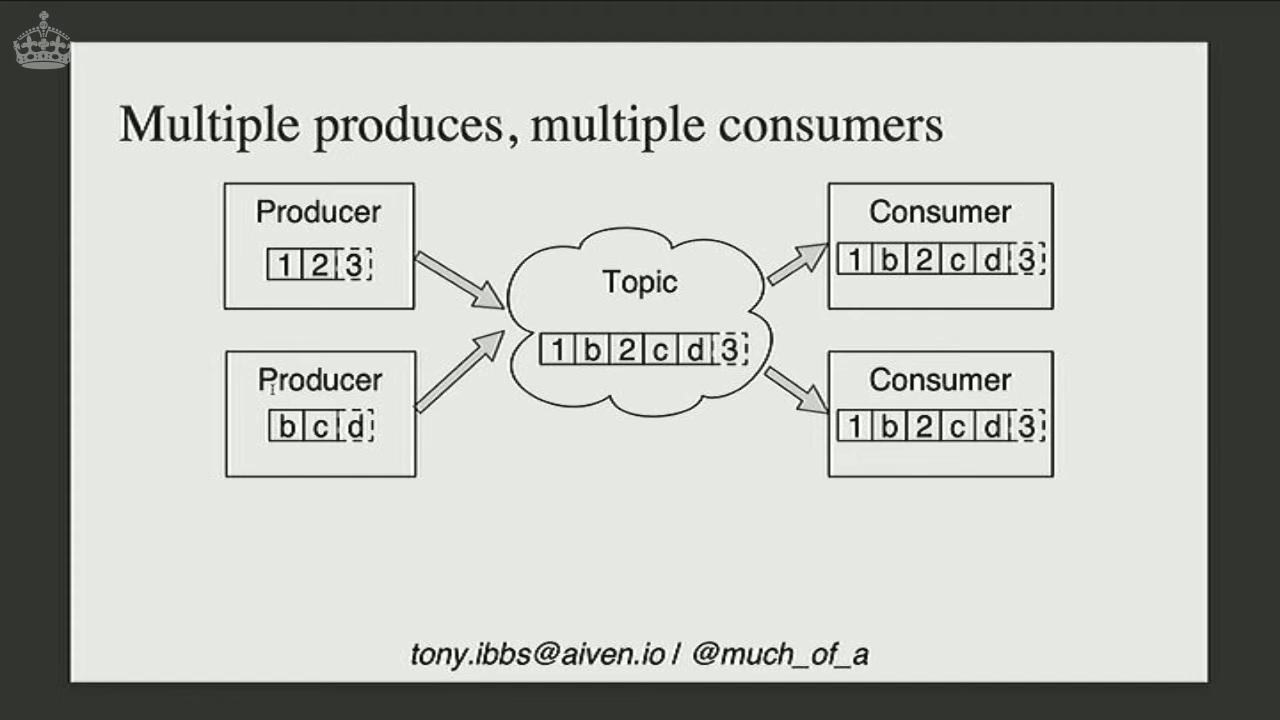 Multiple produces, multiple consumers
Producer
1 2 3
Producer
b c d
Topic
1 b 2 c d 3
Consumer
1 b 2 c d 3
Consumer
1 b 2 c d 3
tony.ibbs@aiven.io / @much_of_a